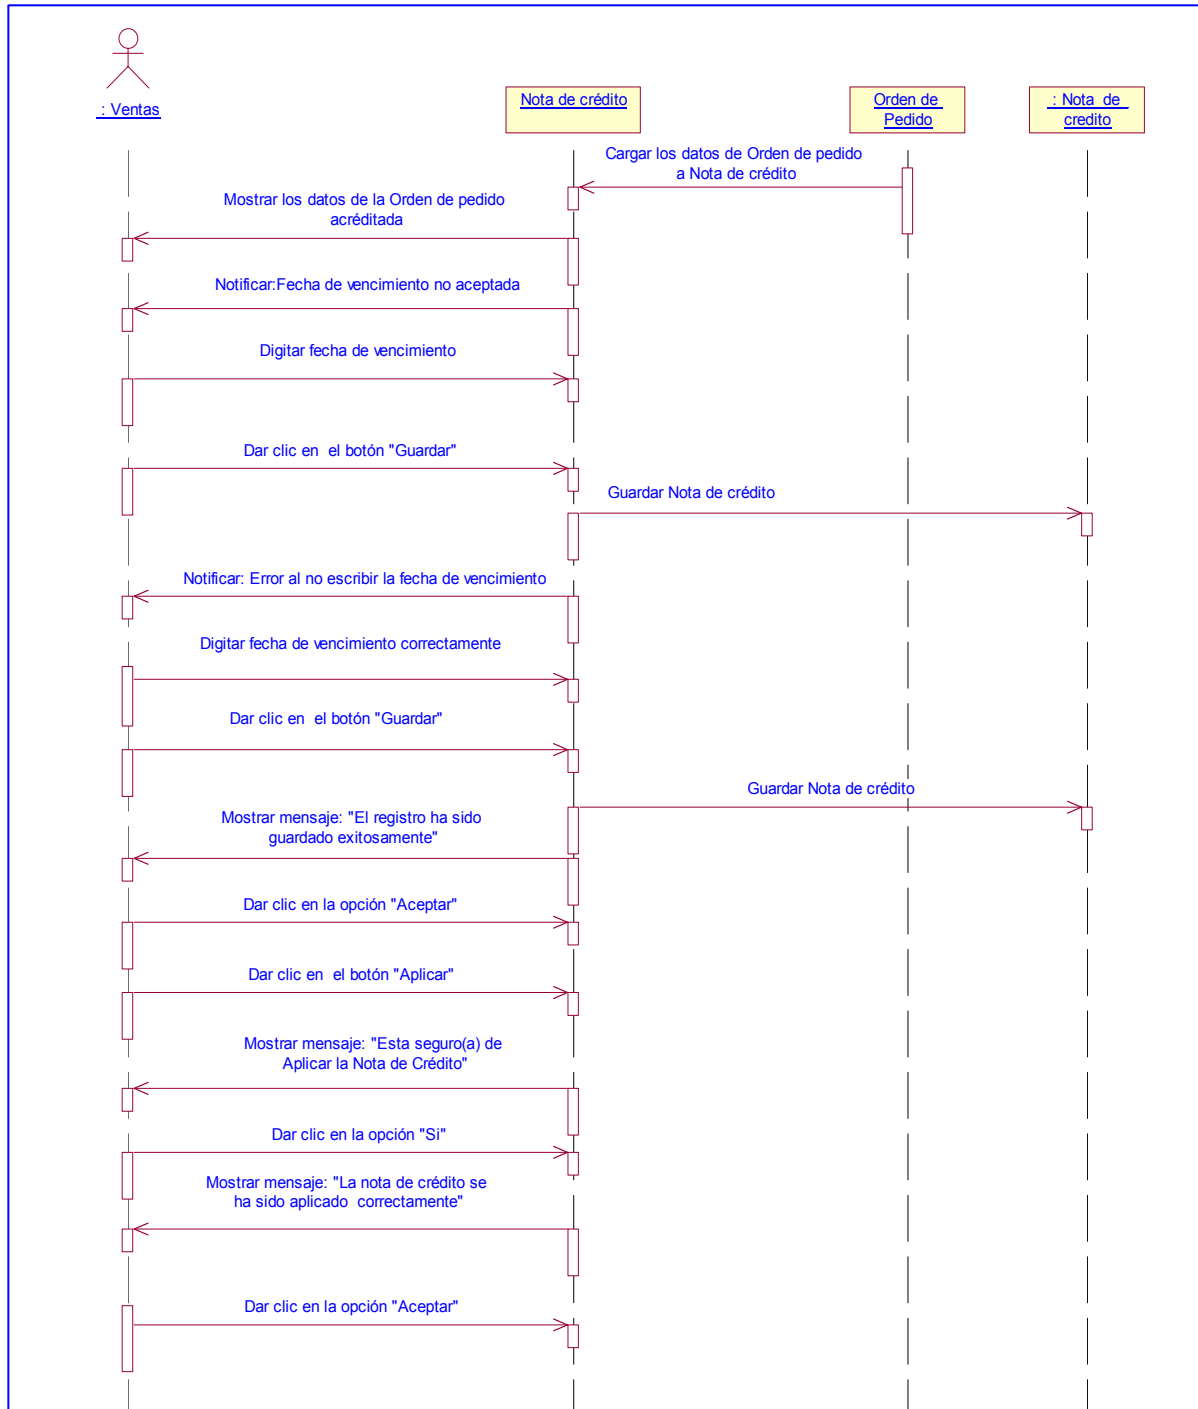 : Ventas
Nota de crédito
Orden de
Pedido
: Nota de
credito
Cargar los datos de Orden de pedido
a Nota de crédito
Mostrar los datos de la Orden de pedido
acréditada
Notificar:Fecha de vencimiento no aceptada
Digitar fecha de vencimiento
Dar clic en el botón "Guardar"
Guardar Nota de crédito
Notificar: Error al no escribir la fecha de vencimiento
Digitar fecha de vencimiento correctamente
Dar clic en el botón "Guardar"
Guardar Nota de crédito
Mostrar mensaje: "El registro ha sido
guardado exitosamente"
Dar clic en la opción "Aceptar"
Dar clic en el botón "Aplicar"
Mostrar mensaje: "Esta seguro(a) de
Aplicar la Nota de Crédito"
Dar clic en la opción "Si"
Mostrar mensaje: "La nota de crédito se
ha sido aplicado correctamente"
Dar clic en la opción "Aceptar"